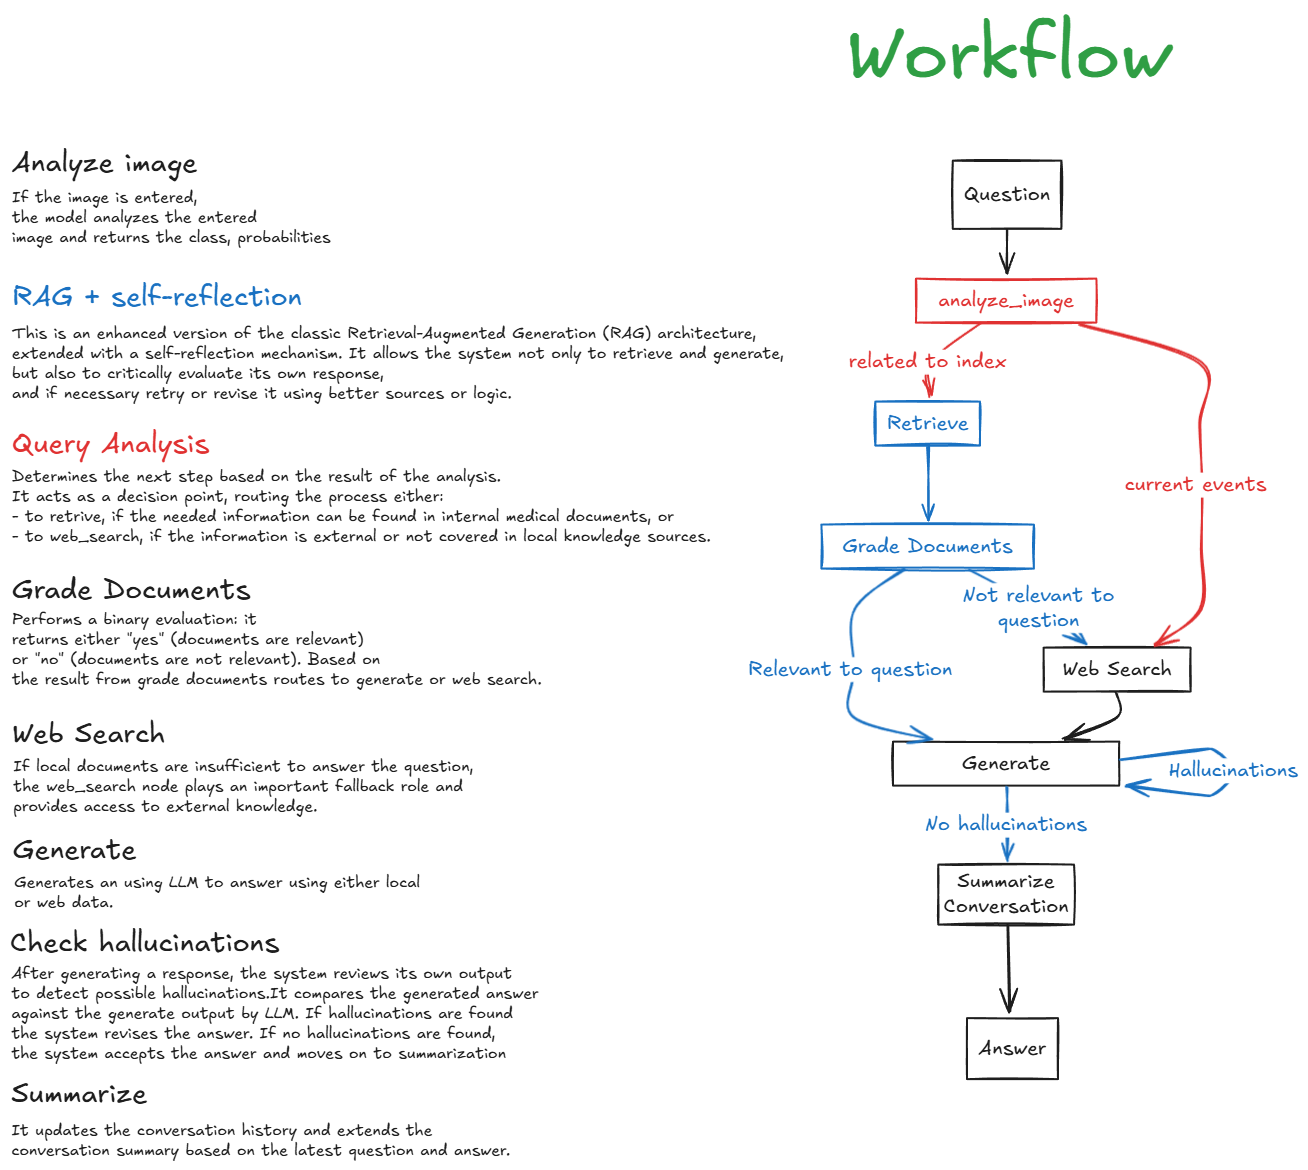 Workflow
Analyze image
If the image is entered,
the model analyzes the entered
image and returns the class, probabilities
RAG + self-reflection
This is an enhanced version of the classic Retrieval-Augmented Generation (RAG) architecture,
extended with a self-reflection mechanism. It allows the system not only to retrieve and generate,
but also to critically evaluate its own response,
and if necessary retry or revise it using better sources or logic.
Query Analysis
Determines the next step based on the result of the analysis.
It acts as a decision point, routing the process either:
- to retrive, if the needed information can be found in internal medical documents, or
- to web_search, if the information is external or not covered in local knowledge sources.
Grade Documents
Performs a binary evaluation: it
returns either "yes" (documents are relevant)
or "no" (documents are not relevant). Based on
the result from grade documents routes to generate or web search.
Web Search
If local documents are insufficient to answer the question,
the web_search node plays an important fallback role and
provides access to external knowledge.
Generate
Generates an using LLM to answer using either local
or web data.
Check hallucinations
After generating a response, the system reviews its own output
to detect possible hallucinations.It compares the generated answer
against the generate output by LLM. If hallucinations are found
the system revises the answer. If no hallucinations are found,
the system accepts the answer and moves on to summarization
Summarize
It updates the conversation history and extends the
conversation summary based on the latest question and answer.
Question
analyze_image
related to index
Retrieve
current events
Grade Documents
Not relevant to
question
Relevant to question
Web Search
Generate
Hallucinations
No hallucinations
Summarize
Conversation
Answer